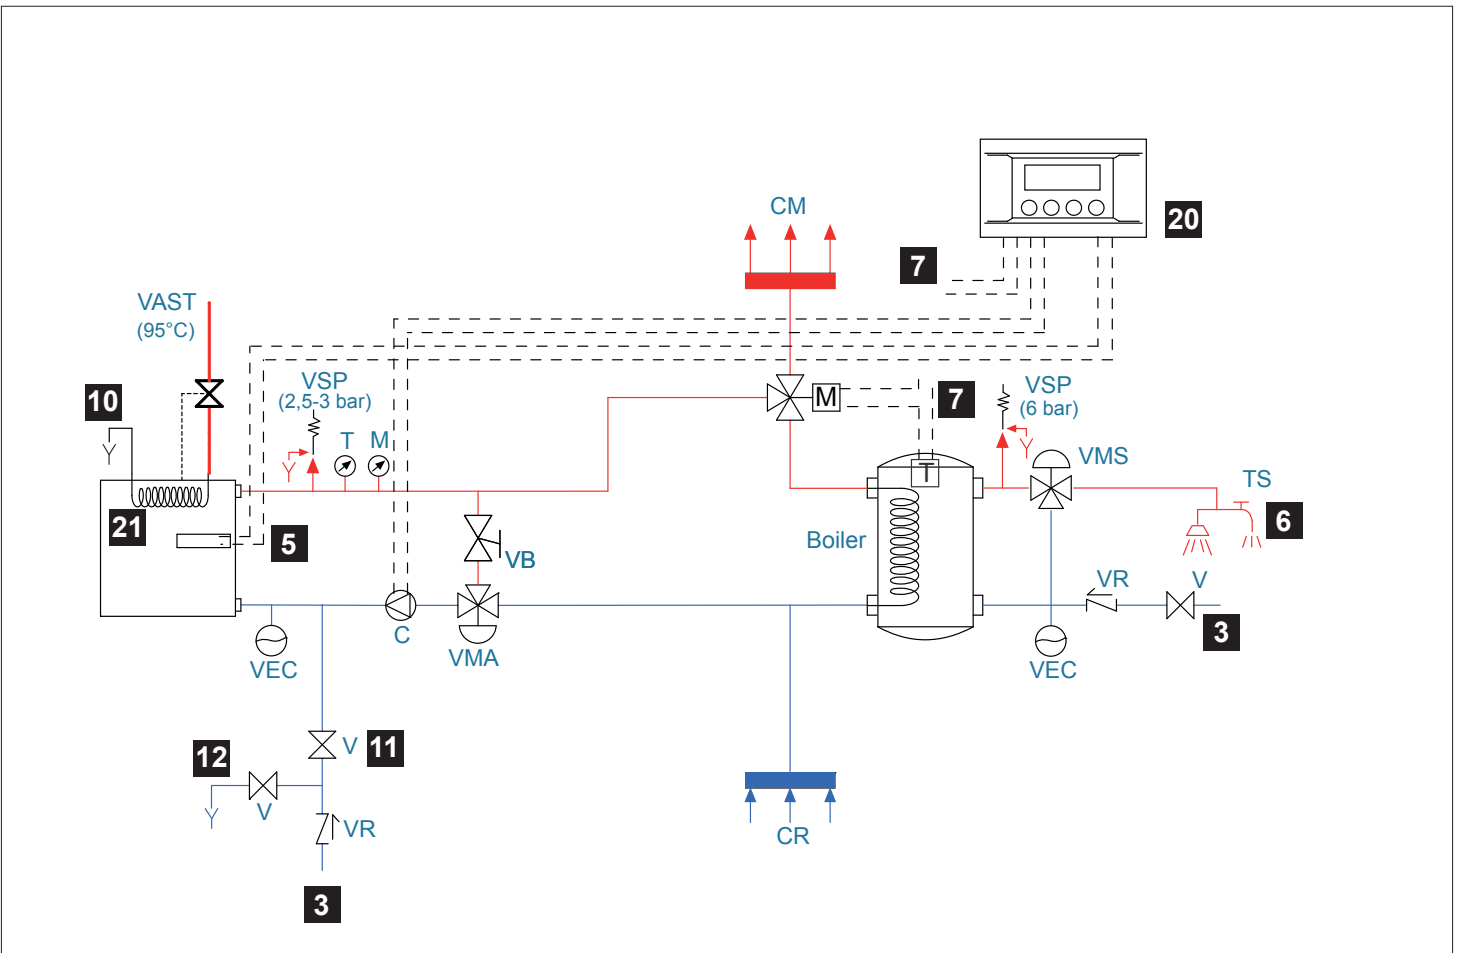 20
CM
7
VAST
(95°C)
10
VSP
(2,5-3 bar)
T
M
M
7
VSP
(6 bar)
VMS
T
TS
6
21
5
Boiler
VB
VR
V
3
C
VMA
VEC
VEC
V
11
12
V
VR
CR
3